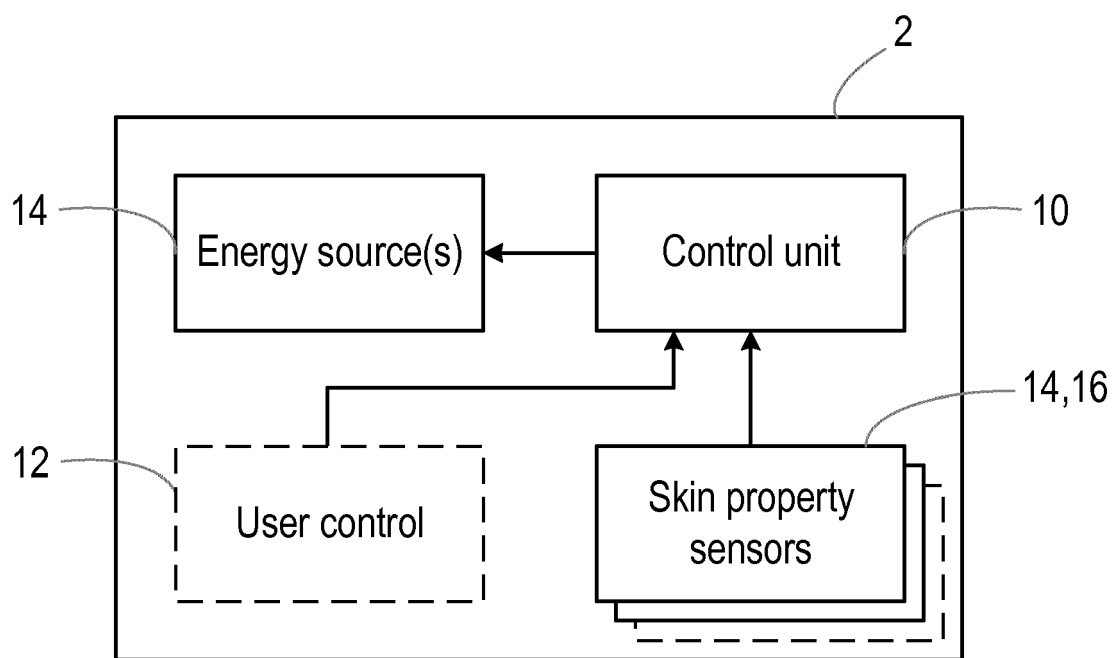 2
14
Energy source(s)
Control unit
10
14,16
12
User control
Skin property
sensors